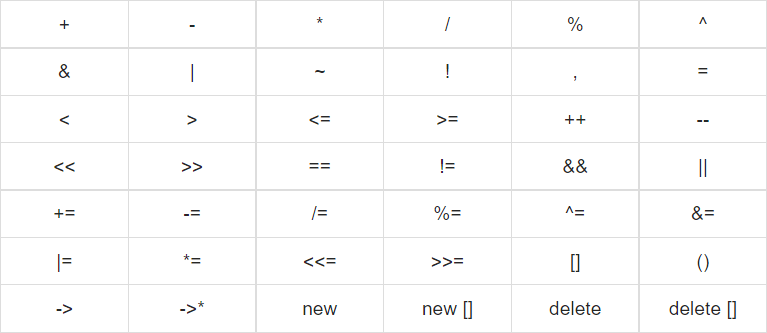 + - * / % ^
& | ~ ! , =
< > <= >= ++ --
<< >> == != && ||
+= -= /= %= ^= &=
|= *= <<= >>= [] ()
-> ->* new new [] delete delete []